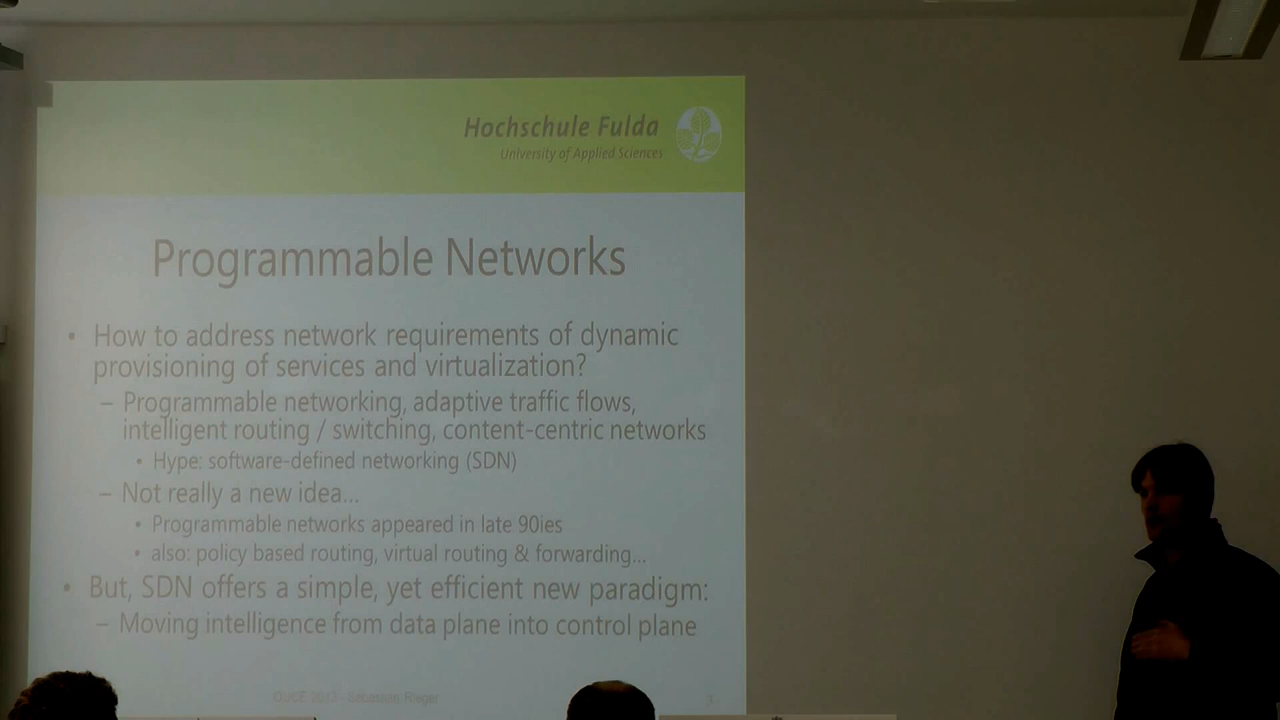 Hochschule Fulda
University of Applied Sciences
Programmable Networks
• How to address network requirements of dynamic
provisioning of services and virtualization?
– Programmable networking, adaptive traffic flows,
intelligent routing / switching, content-centric networks
• Hype: software-defined networking (SDN)
– Not really a new idea...
• Programmable networks appeared in late 90ies
• also: policy based routing, virtual routing & forwarding...
• But, SDN offers a simple, yet efficient new paradigm:
– Moving intelligence from data plane into control plane
2013 - Sebastian Rieger